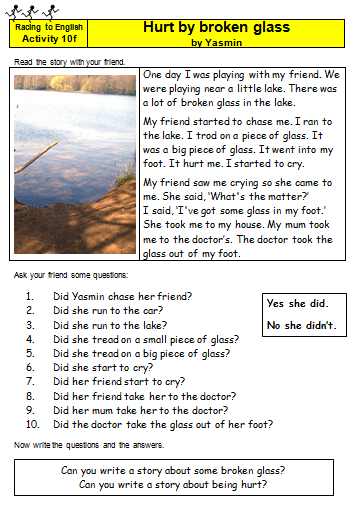 Racing to English
Activity 10f
Hurt by broken glass
by Yasmin
Read the story with your friend.
One day I was playing with my friend. We
were playing near a little lake. There was
a lot of broken glass in the lake.
My friend started to chase me. I ran to
the lake. I trod on a piece of glass. It
was a big piece of glass. It went into my
foot. It hurt me. I started to cry.
My friend saw me crying so she came to
me. She said, 'What's the matter?'
I said, 'I've got some glass in my foot.'
She took me to my house. My mum took
me to the doctor's. The doctor took the
glass out of my foot.
Ask your friend some questions:
1. Did Yasmin chase her friend?
2. Did she run to the car?
3. Did she run to the lake?
4. Did she tread on a small piece of glass?
5. Did she tread on a big piece of glass?
6. Did she start to cry?
7. Did her friend start to cry?
8. Did her friend take her to the doctor?
9. Did her mum take her to the doctor?
10. Did the doctor take the glass out of her foot?
Yes she did.
No she didn't.
Now write the questions and the answers.
Can you write a story about some broken glass?
Can you write a story about being hurt?